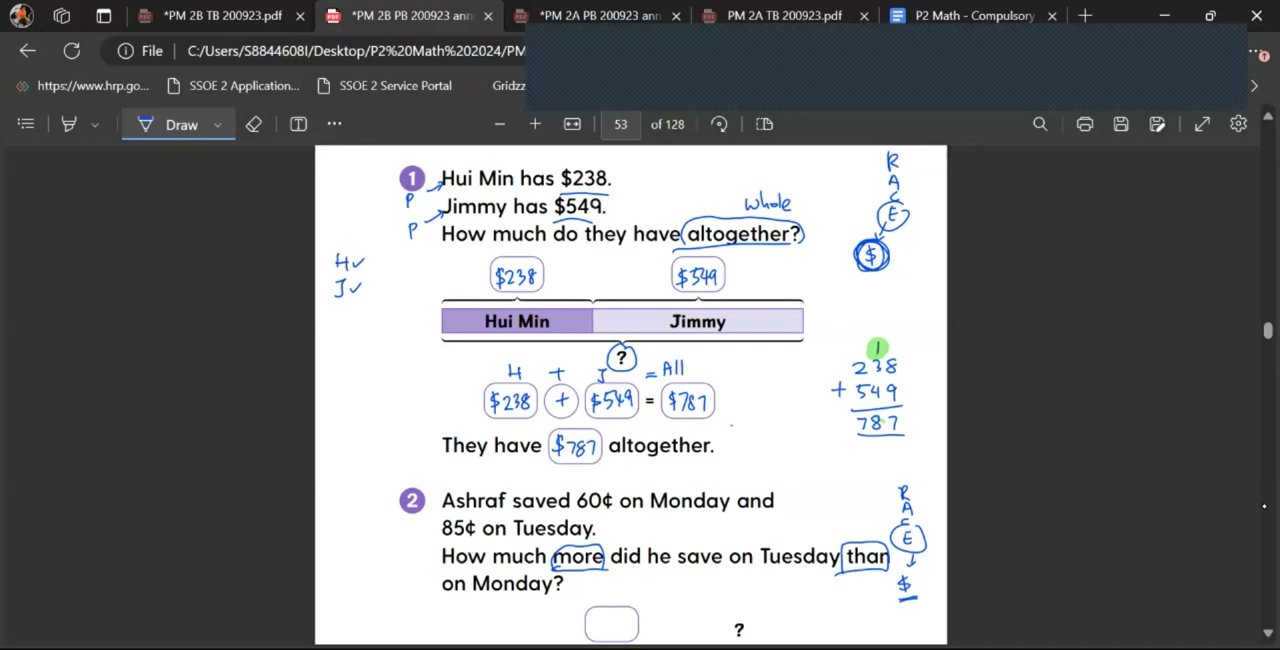 *PM 2B TB 200923.pdf
*PM 2B PB 200923 ann
*PM 2A PB 200923 ann
PM 2A TB 200923.pdf
P2 Math - Compulsory
File
C:/Users/S8844608I/Desktop/P2%20Math%202024/PM
https://www.hrp.go...
SSOE 2 Application...
SSOE 2 Service Portal
Gridzz
Draw
53 of 128
1 Hui Min has $238.
P
Jimmy has $549.
P
whole
How much do they have altogether?
R
A
C
E
$
H✓
J✓
$238 $549
Hui Min Jimmy
?
H + J = All
$238 + $549 = $787
1
238
+ 549
787
They have $787 altogether.
2 Ashraf saved 60¢ on Monday and
85¢ on Tuesday.
How much more did he save on Tuesday than
on Monday?
R
A
C
E
$
?